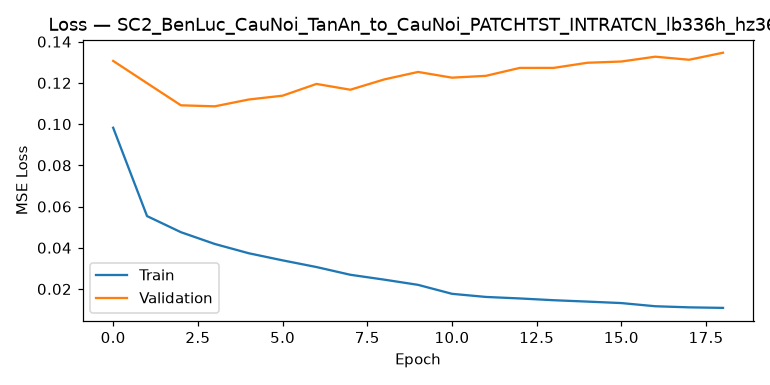 Loss — SC2_BenLuc_CauNoi_TanAn_to_CauNoi_PATCHTST_INTRATCN_lb336h_hz36
0.14
0.12
0.10
0.08
0.06
0.04
0.02
MSE Loss
Train
Validation
0.0 2.5 5.0 7.5 10.0 12.5 15.0 17.5
Epoch